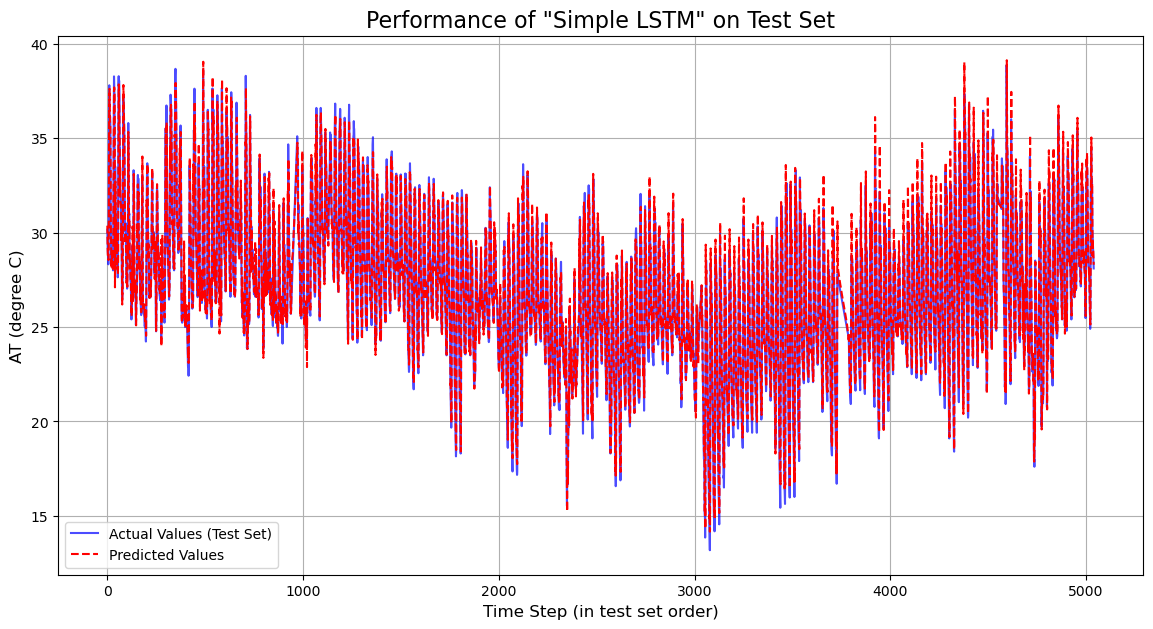 Performance of "Simple LSTM" on Test Set
40
35
30
25
20
15
AT (degree C)
Actual Values (Test Set)
Predicted Values
0 1000 2000 3000 4000 5000
Time Step (in test set order)